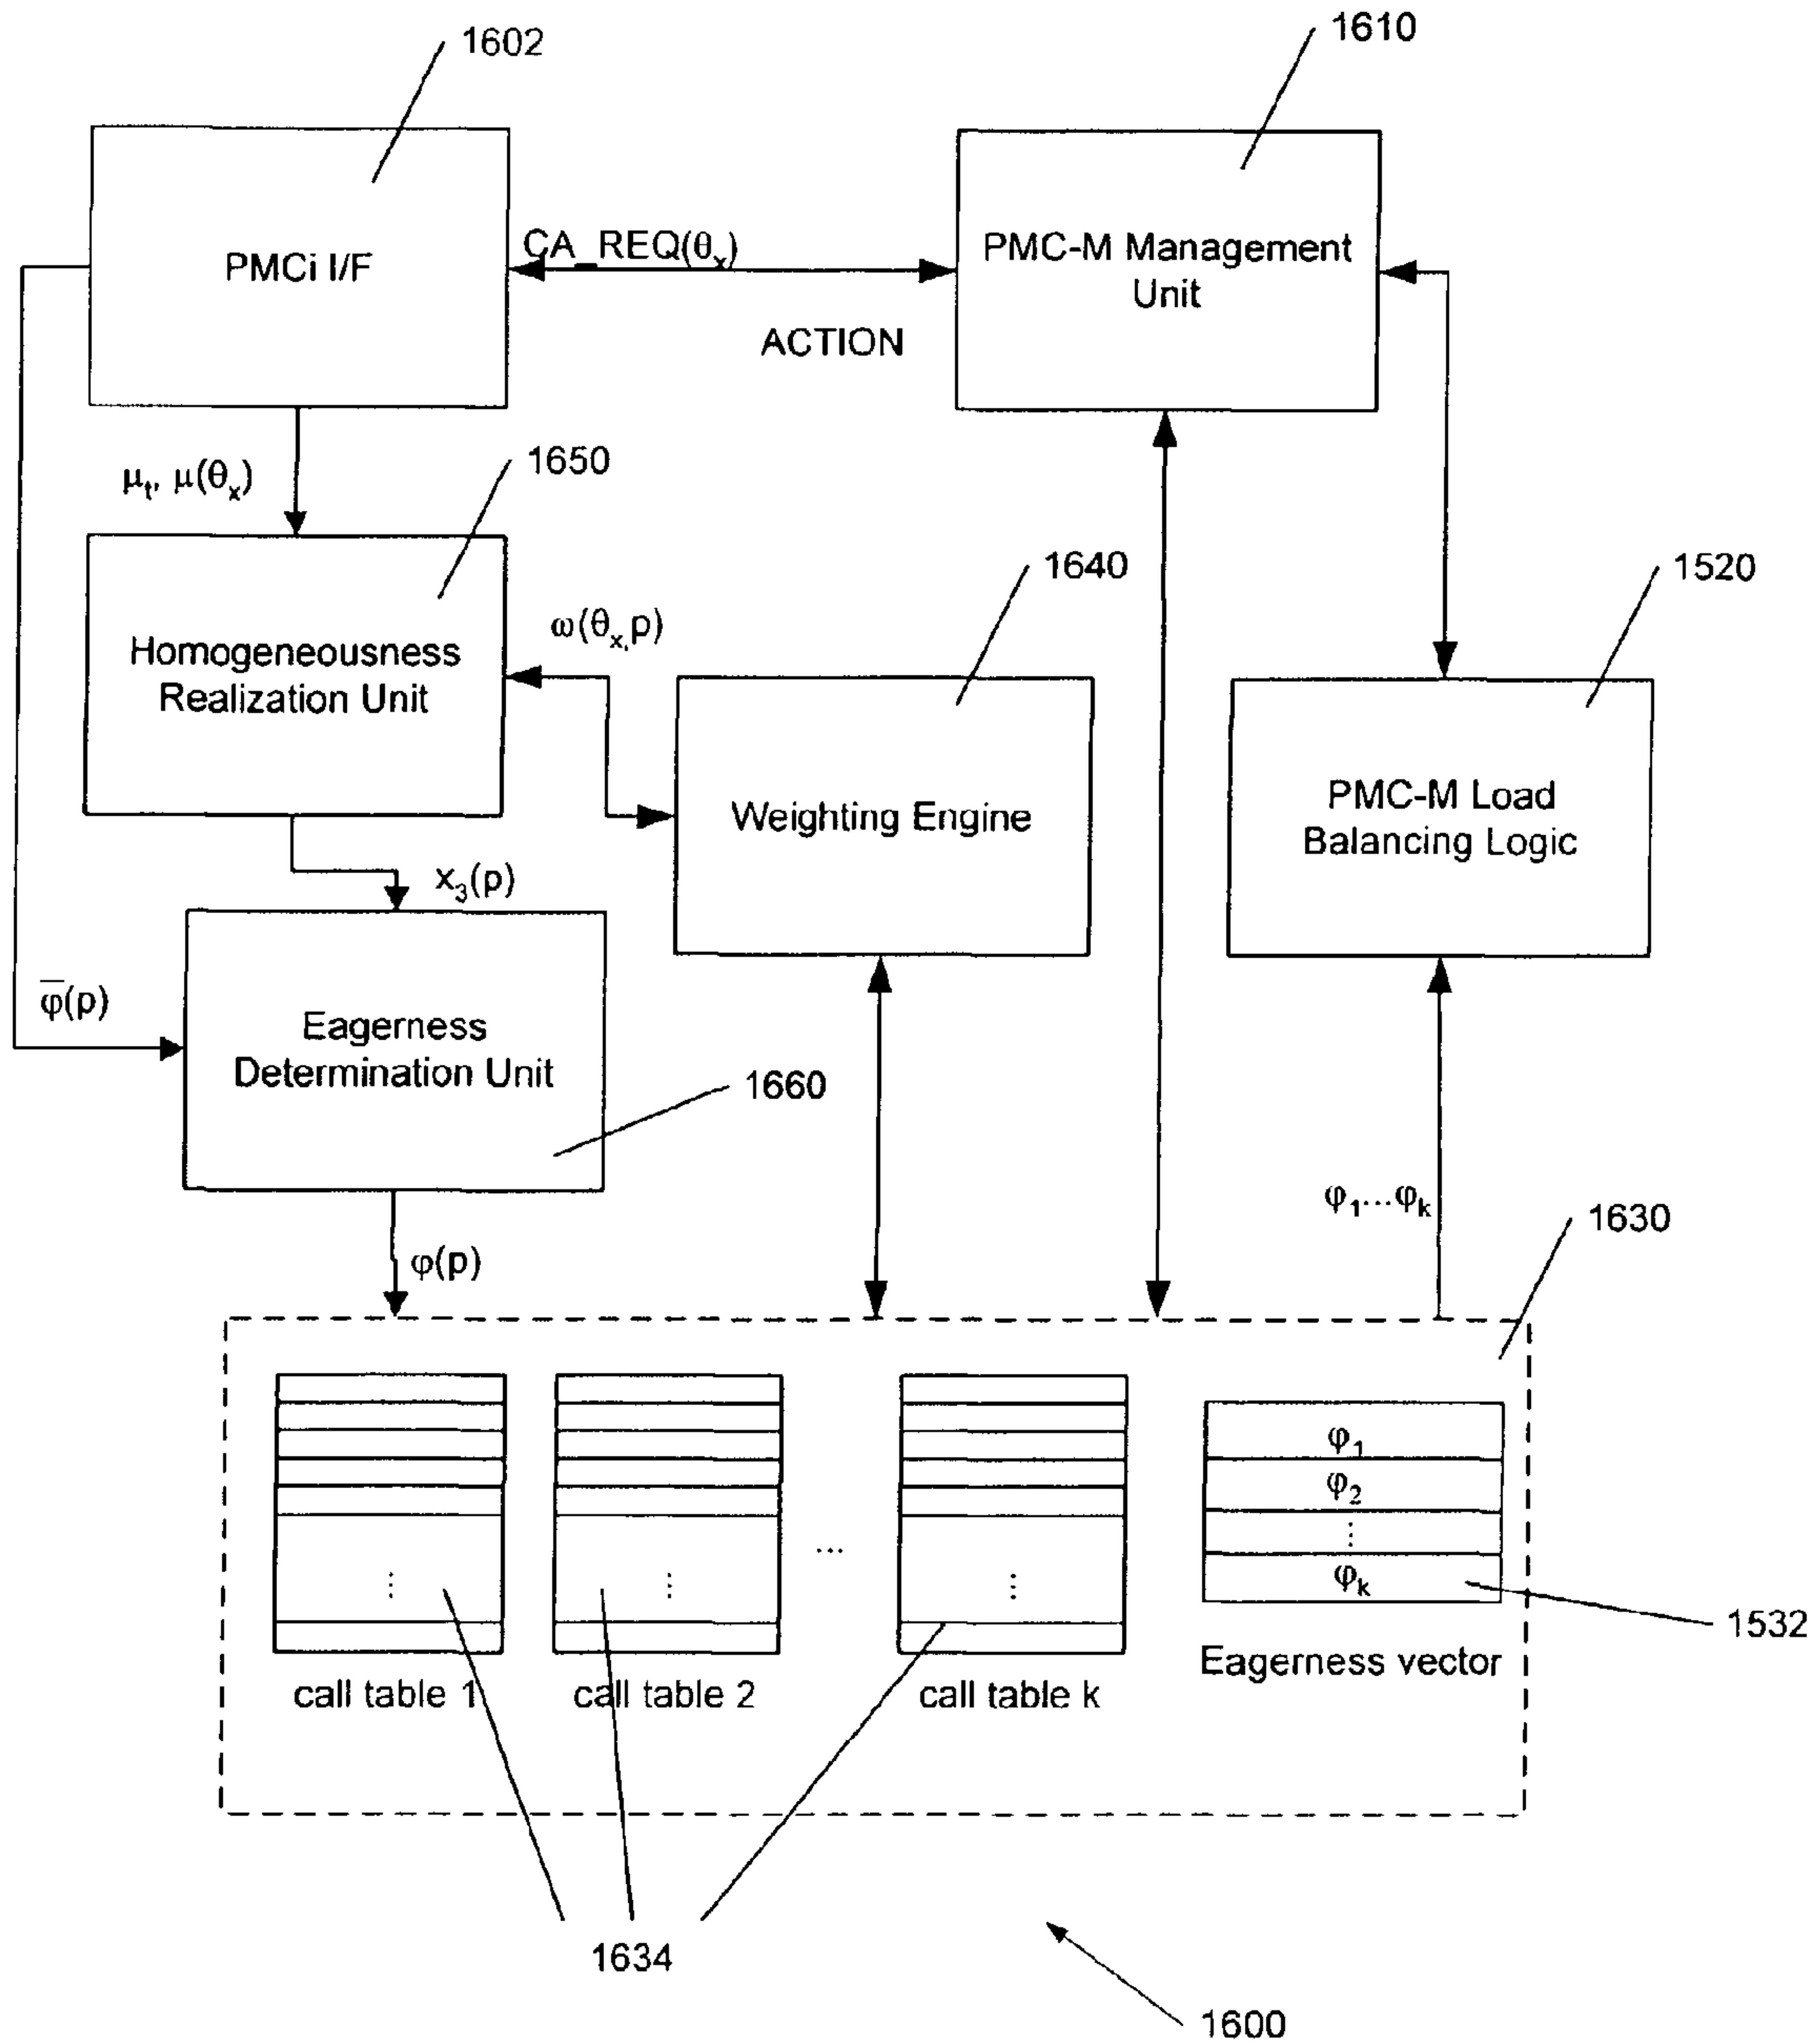 1602
1610
PMCi I/F
CA_REQ(θx)
PMC-M Management
Unit
ACTION
μt, μ(θx)
1650
1640
1520
ω(θx,p)
Homogeneousness
Realization Unit
Weighting Engine
PMC-M Load
Balancing Logic
x3(p)
φ̅(p)
Eagerness
Determination Unit
1660
φ1...φk
1630
φ(p)
φ1
φ2
⋮
φk
⋮
⋮
...
⋮
1532
Eagerness vector
call table 1
call table 2
call table k
1634
1600